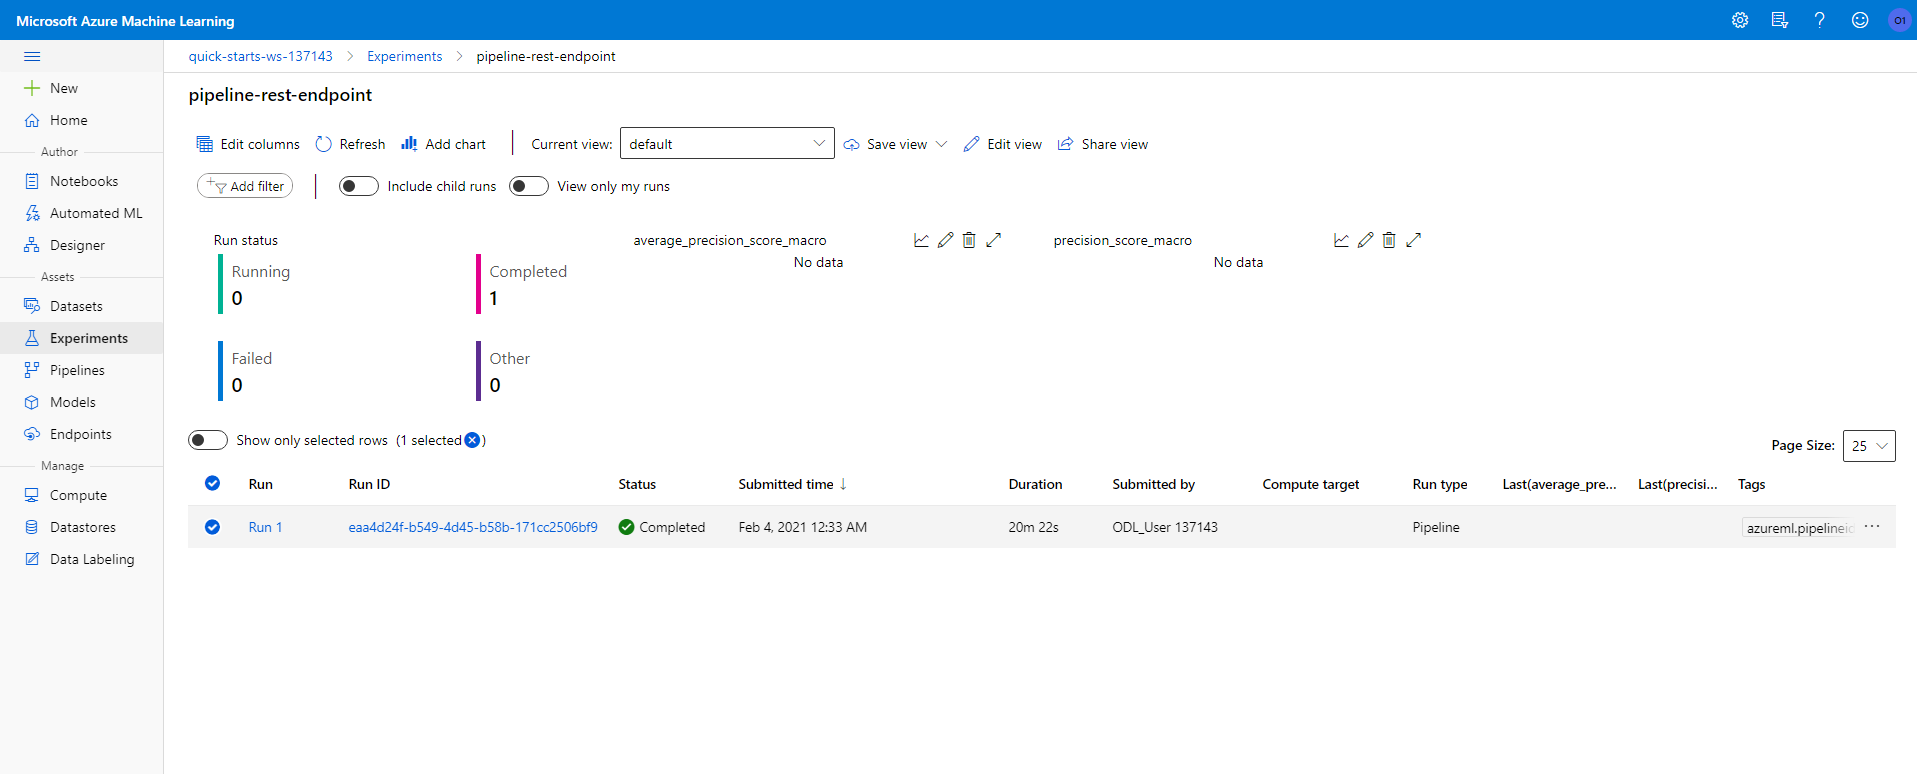 Microsoft Azure Machine Learning
O1
quick-starts-ws-137143 > Experiments > pipeline-rest-endpoint
New
Home
Author
Notebooks
Automated ML
Designer
Assets
Datasets
Experiments
Pipelines
Models
Endpoints
Manage
Compute
Datastores
Data Labeling
pipeline-rest-endpoint
Edit columns Refresh Add chart Current view: default Save view Edit view Share view
Add filter Include child runs View only my runs
Run status
Running
0
Completed
1
Failed
0
Other
0
average_precision_score_macro
No data
precision_score_macro
No data
Show only selected rows (1 selected)
Page Size: 25
Run Run ID Status Submitted time ↓ Duration Submitted by Compute target Run type Last(average_pre... Last(precisi... Tags
Run 1 eaa4d24f-b549-4d45-b58b-171cc2506bf9 Completed Feb 4, 2021 12:33 AM 20m 22s ODL_User 137143 Pipeline azureml.pipelineid ...